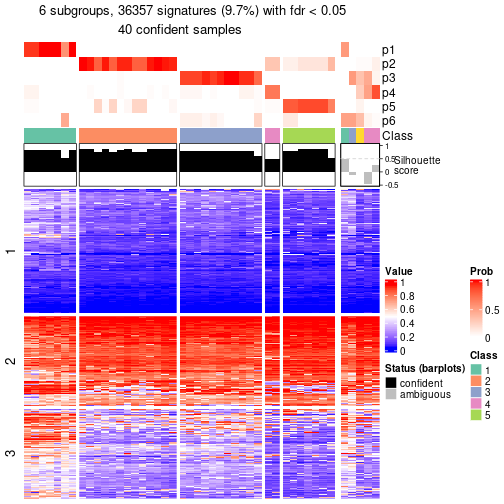 6 subgroups, 36357 signatures (9.7%) with fdr < 0.05
40 confident samples
p1
p2
p3
p4
p5
p6
Class
1
0.5
0
-0.5
Silhouette
score
1
2
3
Value
1
0.8
0.6
0.4
0.2
0
Status (barplots)
confident
ambiguous
Prob
1
0.5
0
Class
1
2
3
4
5